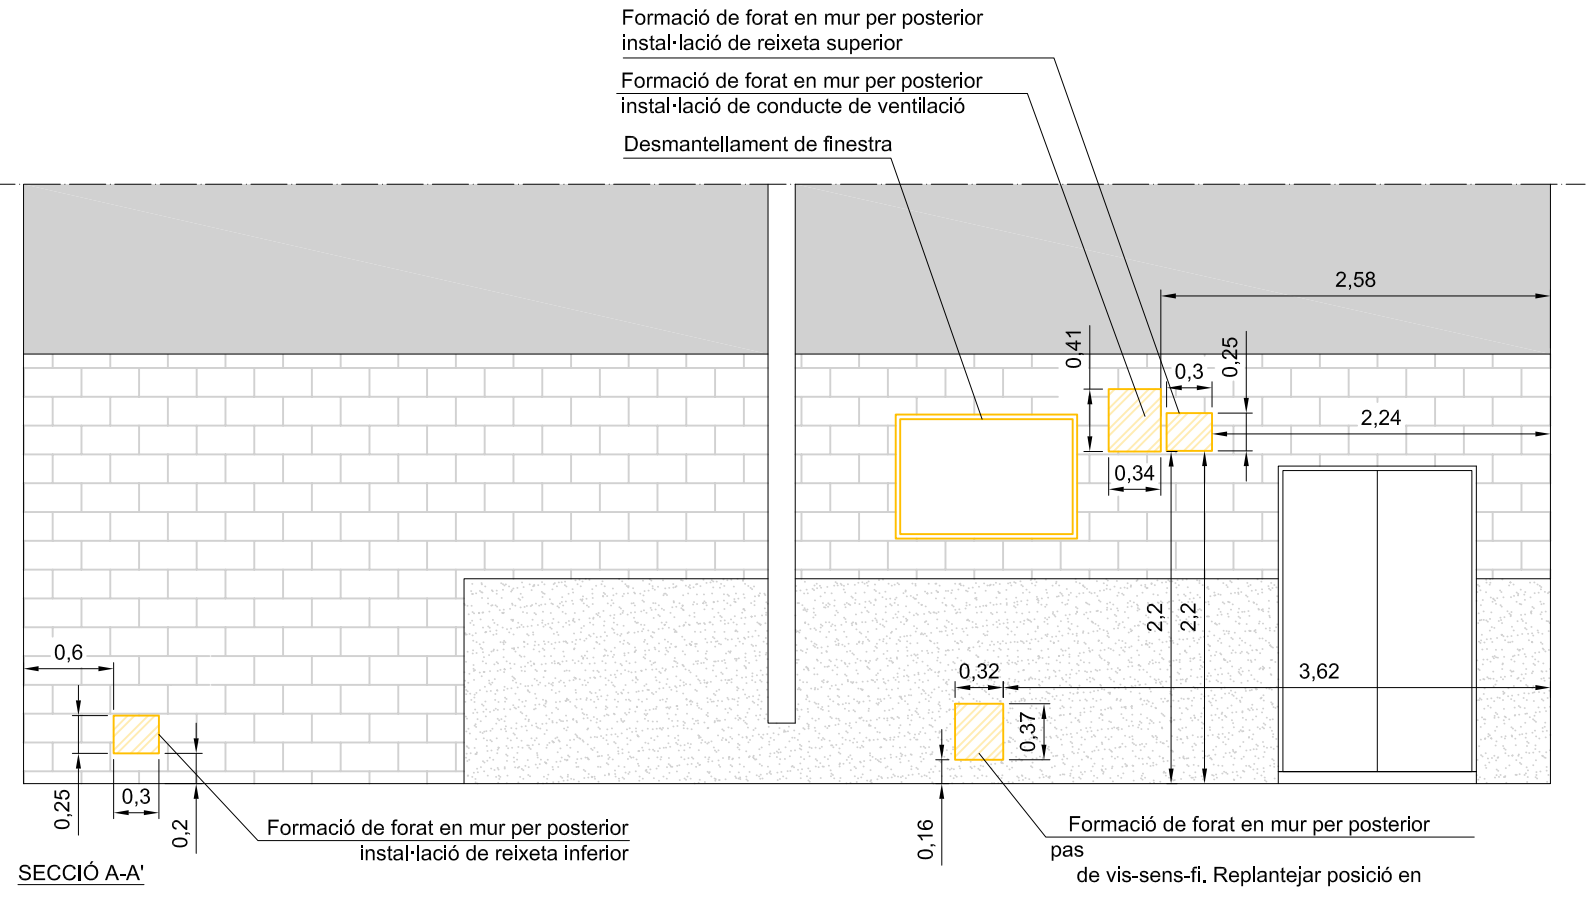 Formació de forat en mur per posterior
instal·lació de reixeta superior
Formació de forat en mur per posterior
instal·lació de conducte de ventilació
Desmantellament de finestra
2,58
0,41
0,3
0,25
2,24
0,34
2,2
2,2
0,6
0,32
3,62
0,37
0,25
0,3
0,2
0,16
Formació de forat en mur per posterior
instal·lació de reixeta inferior
Formació de forat en mur per posterior
pas
de vis-sens-fi. Replantejar posició en
SECCIÓ A-A'